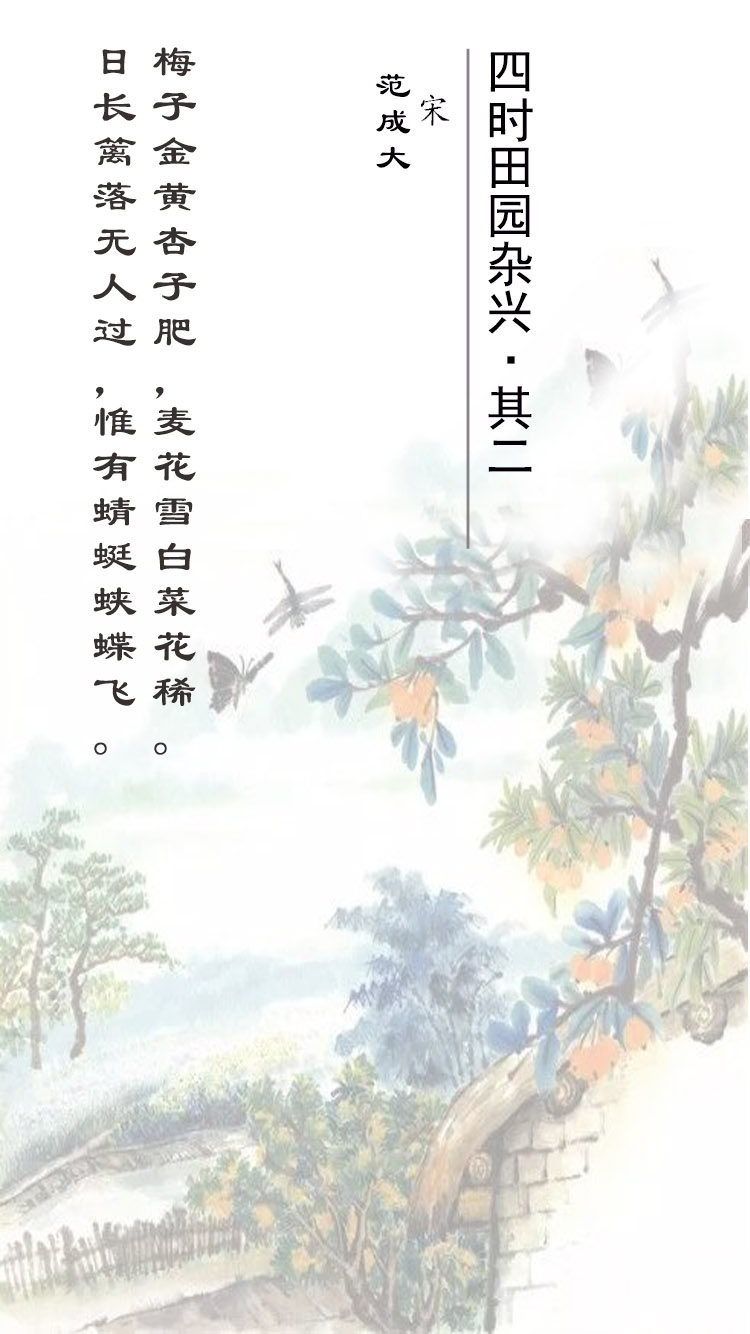 四时田园杂兴·其二
宋
范成大
梅子金黄杏子肥，麦花雪白菜花稀。
日长篱落无人过，惟有蜻蜓蛱蝶飞。